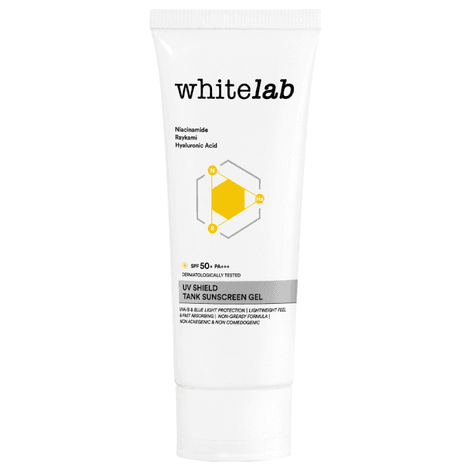 whitelab
Niacinamide
Raykami
Hyaluronic Acid
N
Ha
R
SPF 50+ PA+++
DERMATOLOGICALLY TESTED
UV SHIELD
TANK SUNSCREEN GEL
UVA/B & BLUE LIGHT PROTECTION | LIGHTWEIGHT FEEL
& FAST ABSORBING | NON-GREASY FORMULA |
NON ACNEGENIC & NON COMEDOGENIC